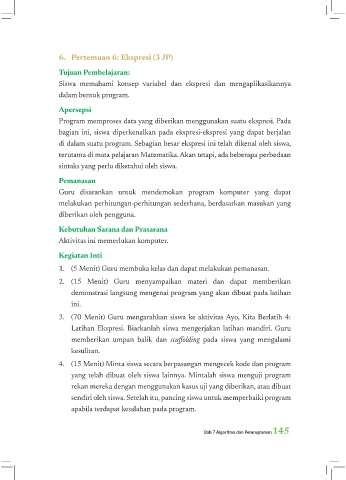 6. Pertemuan 6: Ekspresi (3 JP)
Tujuan Pembelajaran:
Siswa memahami konsep variabel dan ekspresi dan mengaplikasikannya
dalam bentuk program.
Apersepsi
Program memproses data yang diberikan menggunakan suatu ekspresi. Pada
bagian ini, siswa diperkenalkan pada ekspresi-ekspresi yang dapat berjalan
di dalam suatu program. Sebagian besar ekspresi ini telah dikenal oleh siswa,
terutama di mata pelajaran Matematika. Akan tetapi, ada beberapa perbedaan
sintaks yang perlu diketahui oleh siswa.
Pemanasan
Guru disarankan untuk mendemokan program komputer yang dapat
melakukan perhitungan-perhitungan sederhana, berdasarkan masukan yang
diberikan oleh pengguna.
Kebutuhan Sarana dan Prasarana
Aktivitas ini memerlukan komputer.
Kegiatan Inti
1. (5 Menit) Guru membuka kelas dan dapat melakukan pemanasan.
2. (15 Menit) Guru menyampaikan materi dan dapat memberikan
demonstrasi langsung mengenai program yang akan dibuat pada latihan
ini.
3. (70 Menit) Guru mengarahkan siswa ke aktivitas Ayo, Kita Berlatih 4:
Latihan Ekspresi. Biarkanlah siswa mengerjakan latihan mandiri. Guru
memberikan umpan balik dan scaffolding pada siswa yang mengalami
kesulitan.
4. (15 Menit) Minta siswa secara berpasangan mengecek kode dan program
yang telah dibuat oleh siswa lainnya. Mintalah siswa menguji program
rekan mereka dengan menggunakan kasus uji yang diberikan, atau dibuat
sendiri oleh siswa. Setelah itu, pancing siswa untuk memperbaiki program
apabila terdapat kesalahan pada program.
Bab 7 Algoritma dan Pemrograman 145